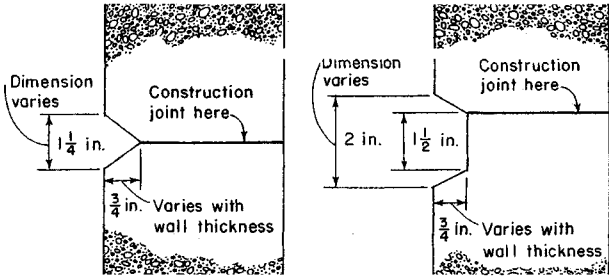 Dimension
varies
Construction
joint here
1 1/4 in.
3/4 in.
Varies with
wall thickness
Dimension
varies
Construction
joint here
2 in.
1 1/2 in.
3/4 in.
Varies with
wall thickness